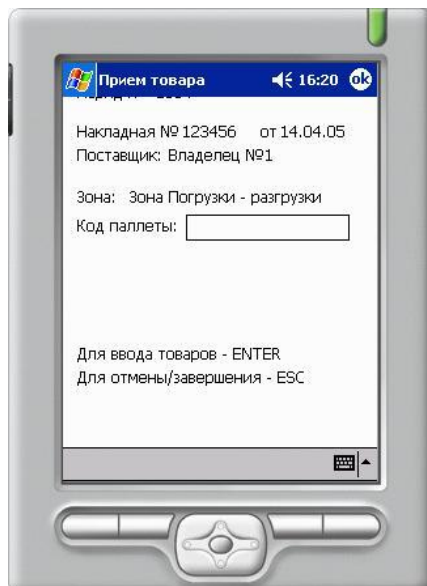 Прием товара 16:20 ok
Накладная № 123456 от 14.04.05
Поставщик: Владелец №1
Зона: Зона Погрузки - разгрузки
Код паллеты:
Для ввода товаров - ENTER
Для отмены/завершения - ESC